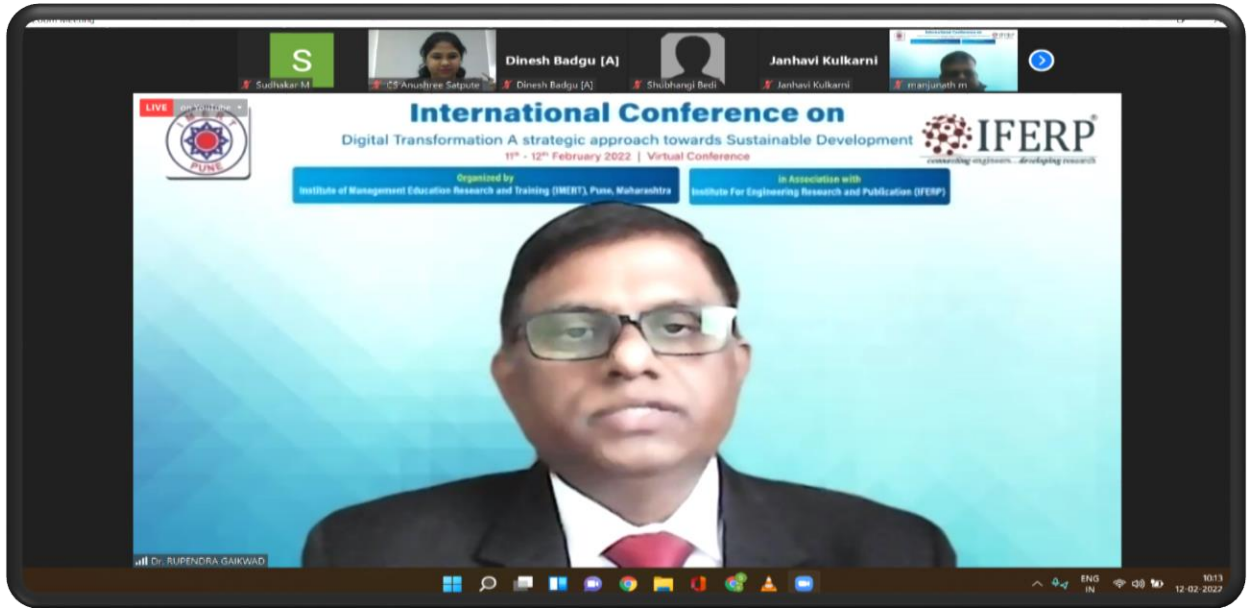 Zoom Meeting
S
Sudhakar M
CS Anushree Satpute
Dinesh Badgu [A]
Dinesh Badgu [A]
Shubhangi Bedi
Janhavi Kulkarni
Janhavi Kulkarni
manjunath m
LIVE on YouTube
IMERT
PUNE
International Conference on
Digital Transformation A strategic approach towards Sustainable Development
11th - 12th February 2022 | Virtual Conference
Organized by
Institute of Management Education Research and Training (IMERT), Pune, Maharashtra
in Association with
Institute For Engineering Research and Publication (IFERP)
IFERP®
connecting engineers... developing research
Dr. RUPENDRA GAIKWAD
ENG
IN
10:13
12-02-2022